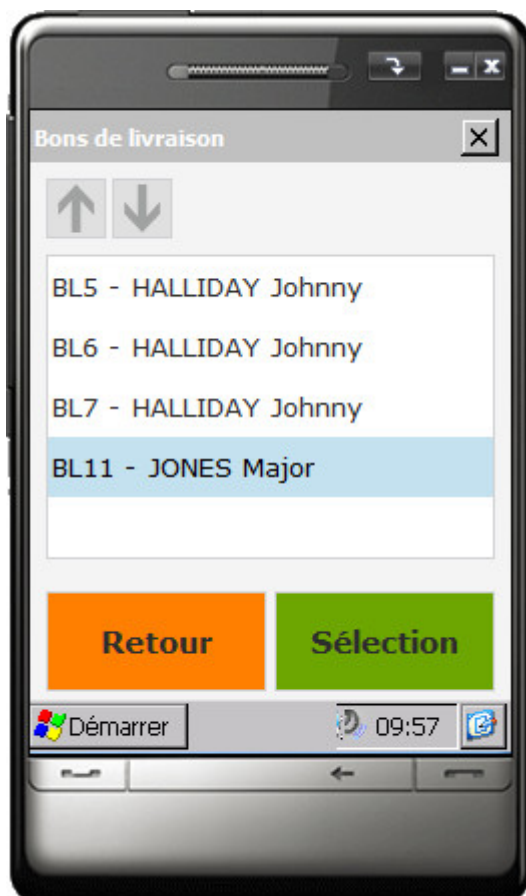 Bons de livraison
BL5 - HALLIDAY Johnny
BL6 - HALLIDAY Johnny
BL7 - HALLIDAY Johnny
BL11 - JONES Major
Retour
Sélection
Démarrer
09:57